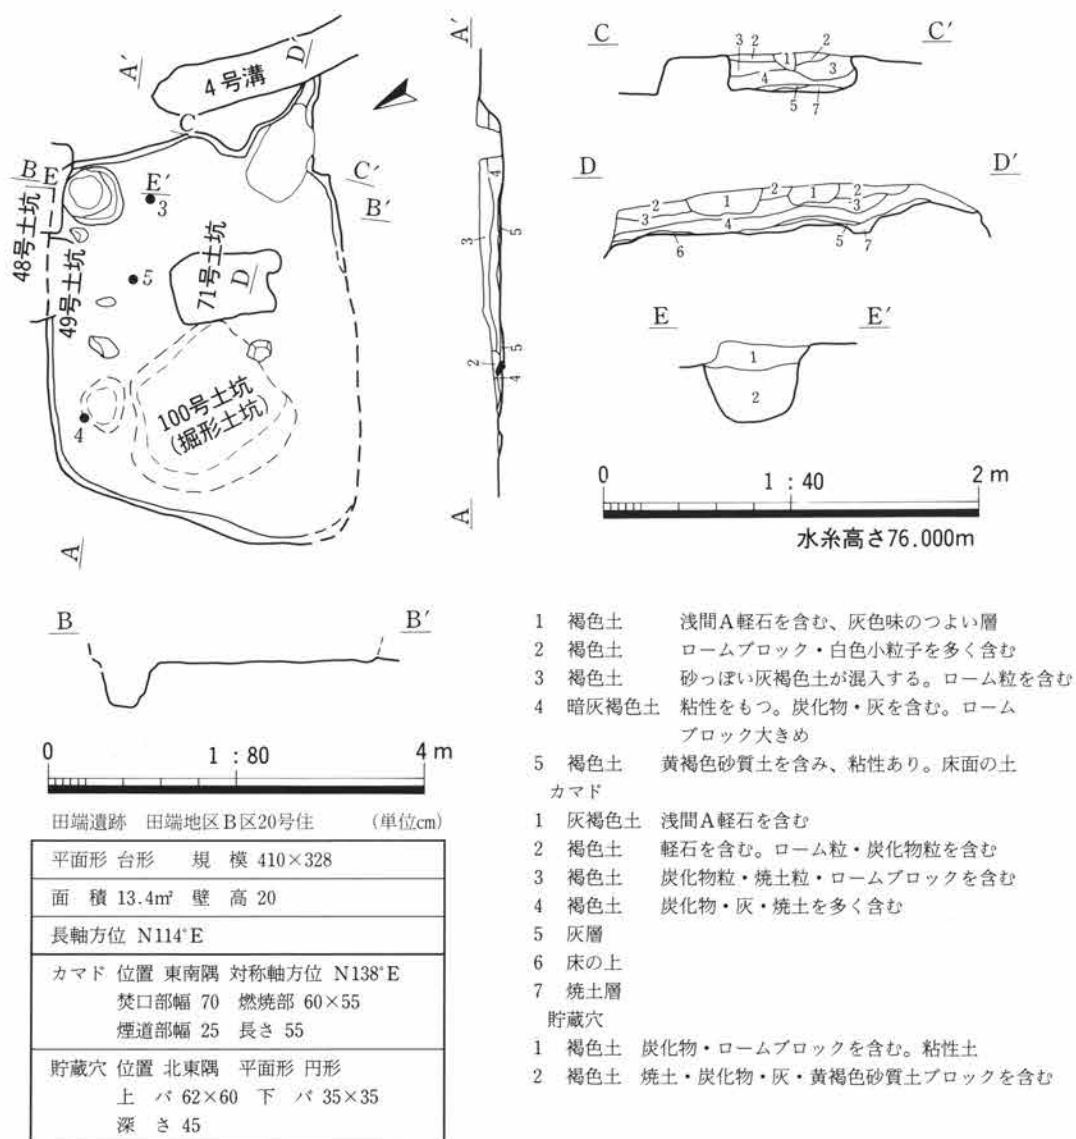 A′
D
4号溝
C
B
E
E′
3
C′
B′
48号土坑
49号土坑
5
71号土坑
D
100号土坑
(掘形土坑)
4
A
A′
4
3
5
2
5
4
A
C
C′
3 2 1 2
4 3
5 7
D
D′
2 1 2 1 2
3 4 3
6 5 7
E
E′
1
2
0 1 : 40 2 m
水糸高さ76.000m
B
B′
0 1 : 80 4 m
田端遺跡 田端地区B区20号住 (単位cm)
平面形 台形 規 模 410×328
面 積 13.4㎡ 壁 高 20
長軸方位 N114°E
カマド 位置 東南隅 対称軸方位 N138°E
焚口部幅 70 燃焼部 60×55
煙道部幅 25 長さ 55
貯蔵穴 位置 北東隅 平面形 円形
上 バ 62×60 下 バ 35×35
深 さ 45
1 褐色土 浅間A軽石を含む、灰色味のつよい層
2 褐色土 ロームブロック・白色小粒子を多く含む
3 褐色土 砂っぽい灰褐色土が混入する。ローム粒を含む
4 暗灰褐色土 粘性をもつ。炭化物・灰を含む。ローム
ブロック大きめ
5 褐色土 黄褐色砂質土を含み、粘性あり。床面の土
カマド
1 灰褐色土 浅間A軽石を含む
2 褐色土 軽石を含む。ローム粒・炭化物粒を含む
3 褐色土 炭化物粒・焼土粒・ロームブロックを含む
4 褐色土 炭化物・灰・焼土を多く含む
5 灰層
6 床の上
7 焼土層
貯蔵穴
1 褐色土 炭化物・ロームブロックを含む。粘性土
2 褐色土 焼土・炭化物・灰・黄褐色砂質土ブロックを含む